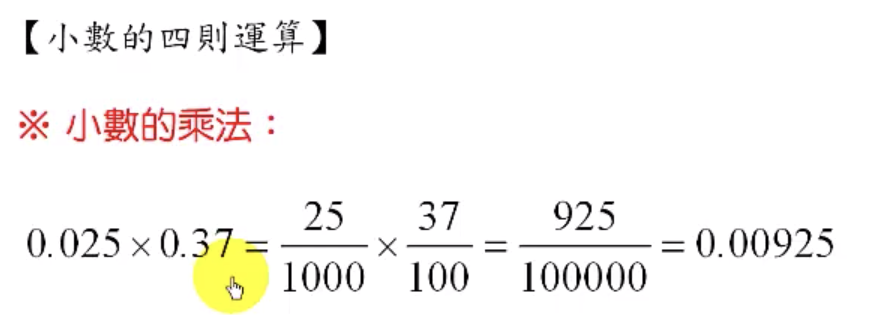 【小數的四則運算】
※ 小數的乘法：
0.025×0.37 = 25/1000 × 37/100 = 925/100000 = 0.00925